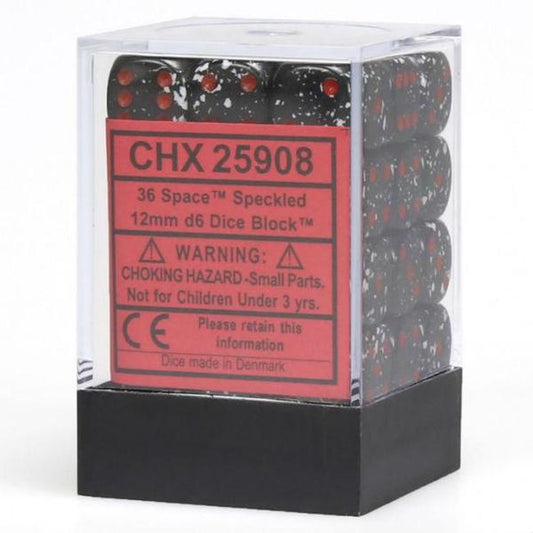 CHX 25908
36 Space™ Speckled
12mm d6 Dice Block™
WARNING:
CHOKING HAZARD-Small Parts.
Not for Children Under 3 yrs.
CE
Please retain this
information
Dice made in Denmark